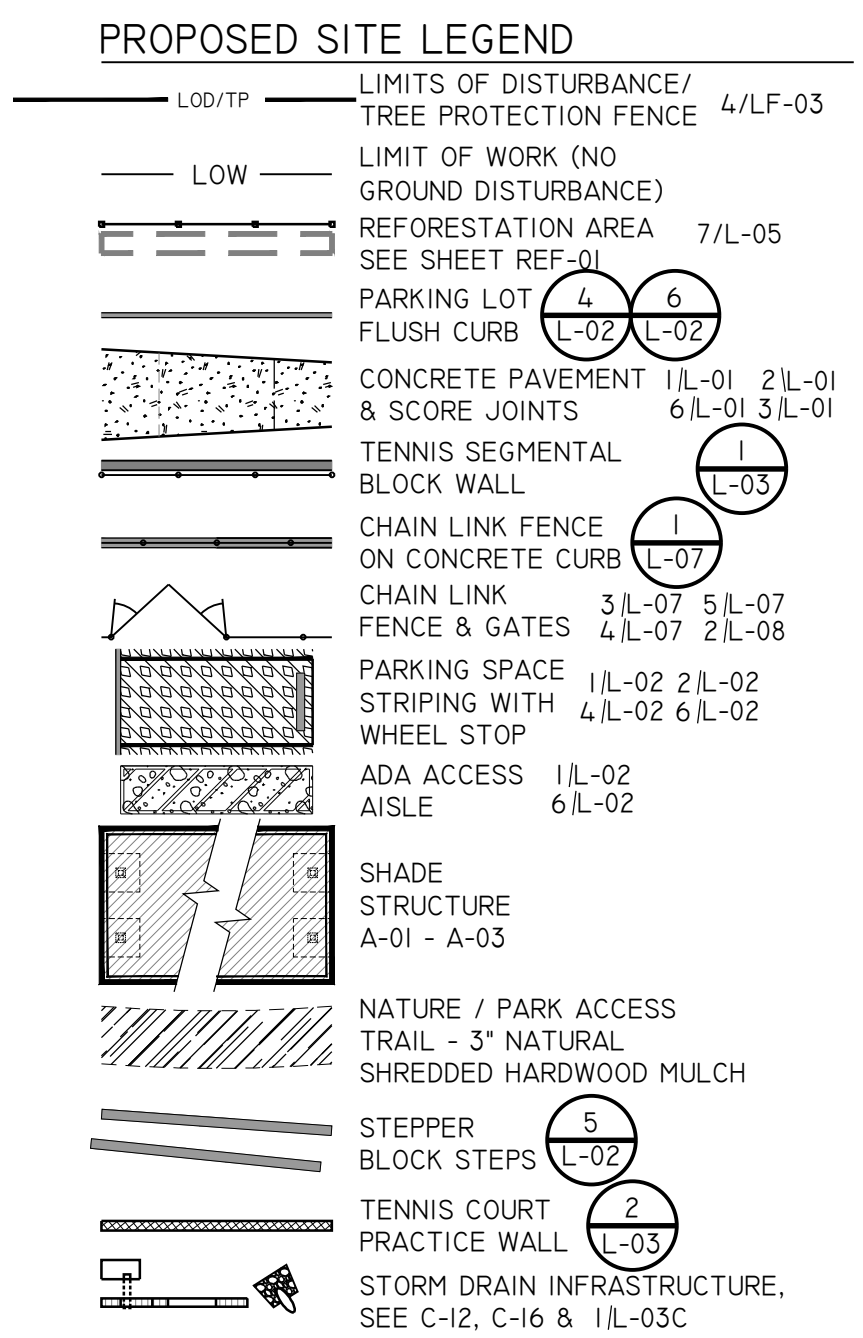 PROPOSED SITE LEGEND
LOD/TP
LIMITS OF DISTURBANCE/
TREE PROTECTION FENCE 4/LF-03
LOW
LIMIT OF WORK (NO
GROUND DISTURBANCE)
REFORESTATION AREA 7/L-05
SEE SHEET REF-01
PARKING LOT
FLUSH CURB
4
L-02
6
L-02
CONCRETE PAVEMENT 1/L-01 2\L-01
& SCORE JOINTS 6/L-01 3/L-01
TENNIS SEGMENTAL
BLOCK WALL
1
L-03
CHAIN LINK FENCE
ON CONCRETE CURB
1
L-07
CHAIN LINK
FENCE & GATES
3/L-07 5/L-07
4/L-07 2/L-08
PARKING SPACE
STRIPING WITH
WHEEL STOP
1/L-02 2/L-02
4/L-02 6/L-02
ADA ACCESS 1/L-02
AISLE 6/L-02
SHADE
STRUCTURE
A-01 - A-03
NATURE / PARK ACCESS
TRAIL - 3" NATURAL
SHREDDED HARDWOOD MULCH
STEPPER
BLOCK STEPS
5
L-02
TENNIS COURT
PRACTICE WALL
2
L-03
STORM DRAIN INFRASTRUCTURE,
SEE C-12, C-16 & 1/L-03C